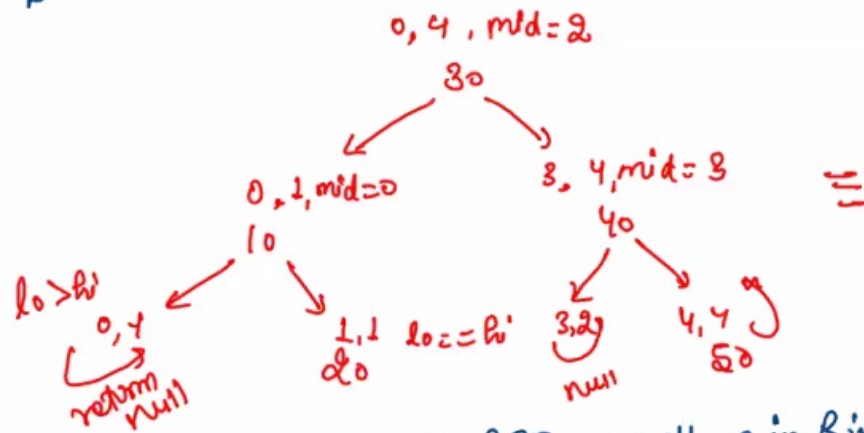 0, 4, mid=2
30
0, 1, mid=0
10
3, 4, mid=3
40
lo>hi
0, 4
return
null
1, 1 lo==hi
20
3,2
null
4, 4
50